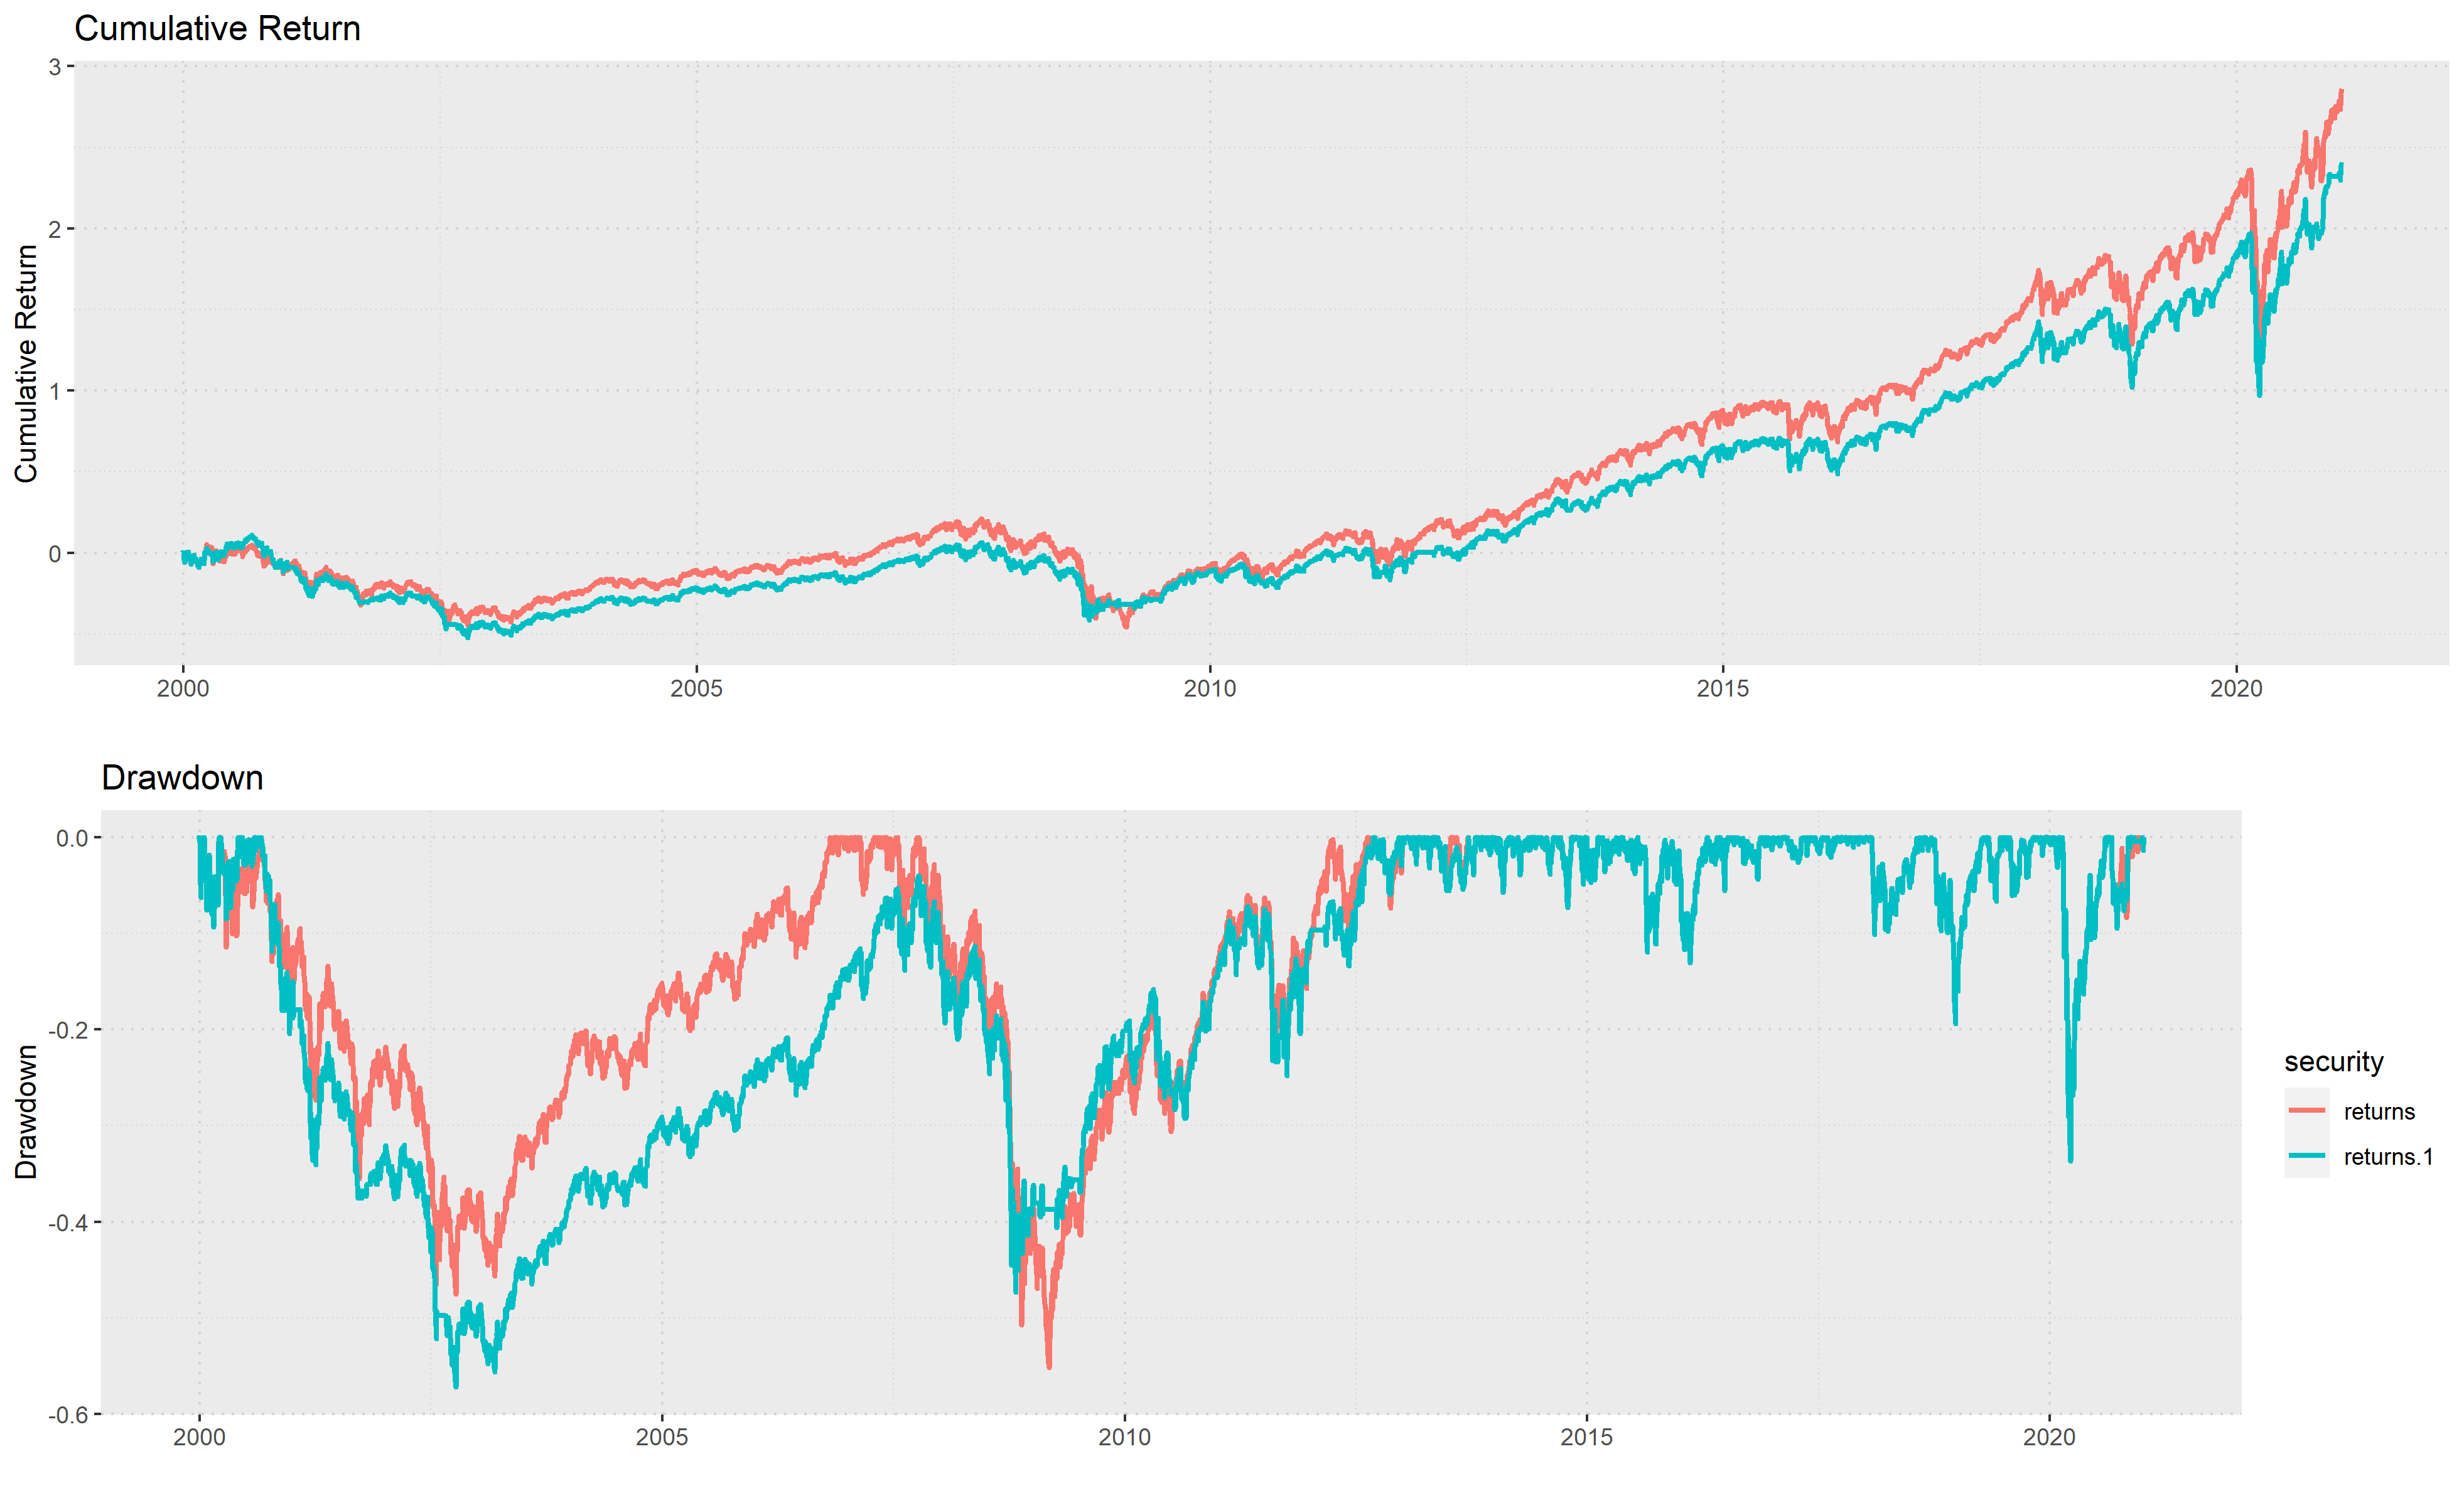 Cumulative Return
Cumulative Return
3
2
1
0
2000 2005 2010 2015 2020
Drawdown
Drawdown
0.0
-0.2
-0.4
-0.6
2000 2005 2010 2015 2020
security
returns
returns.1